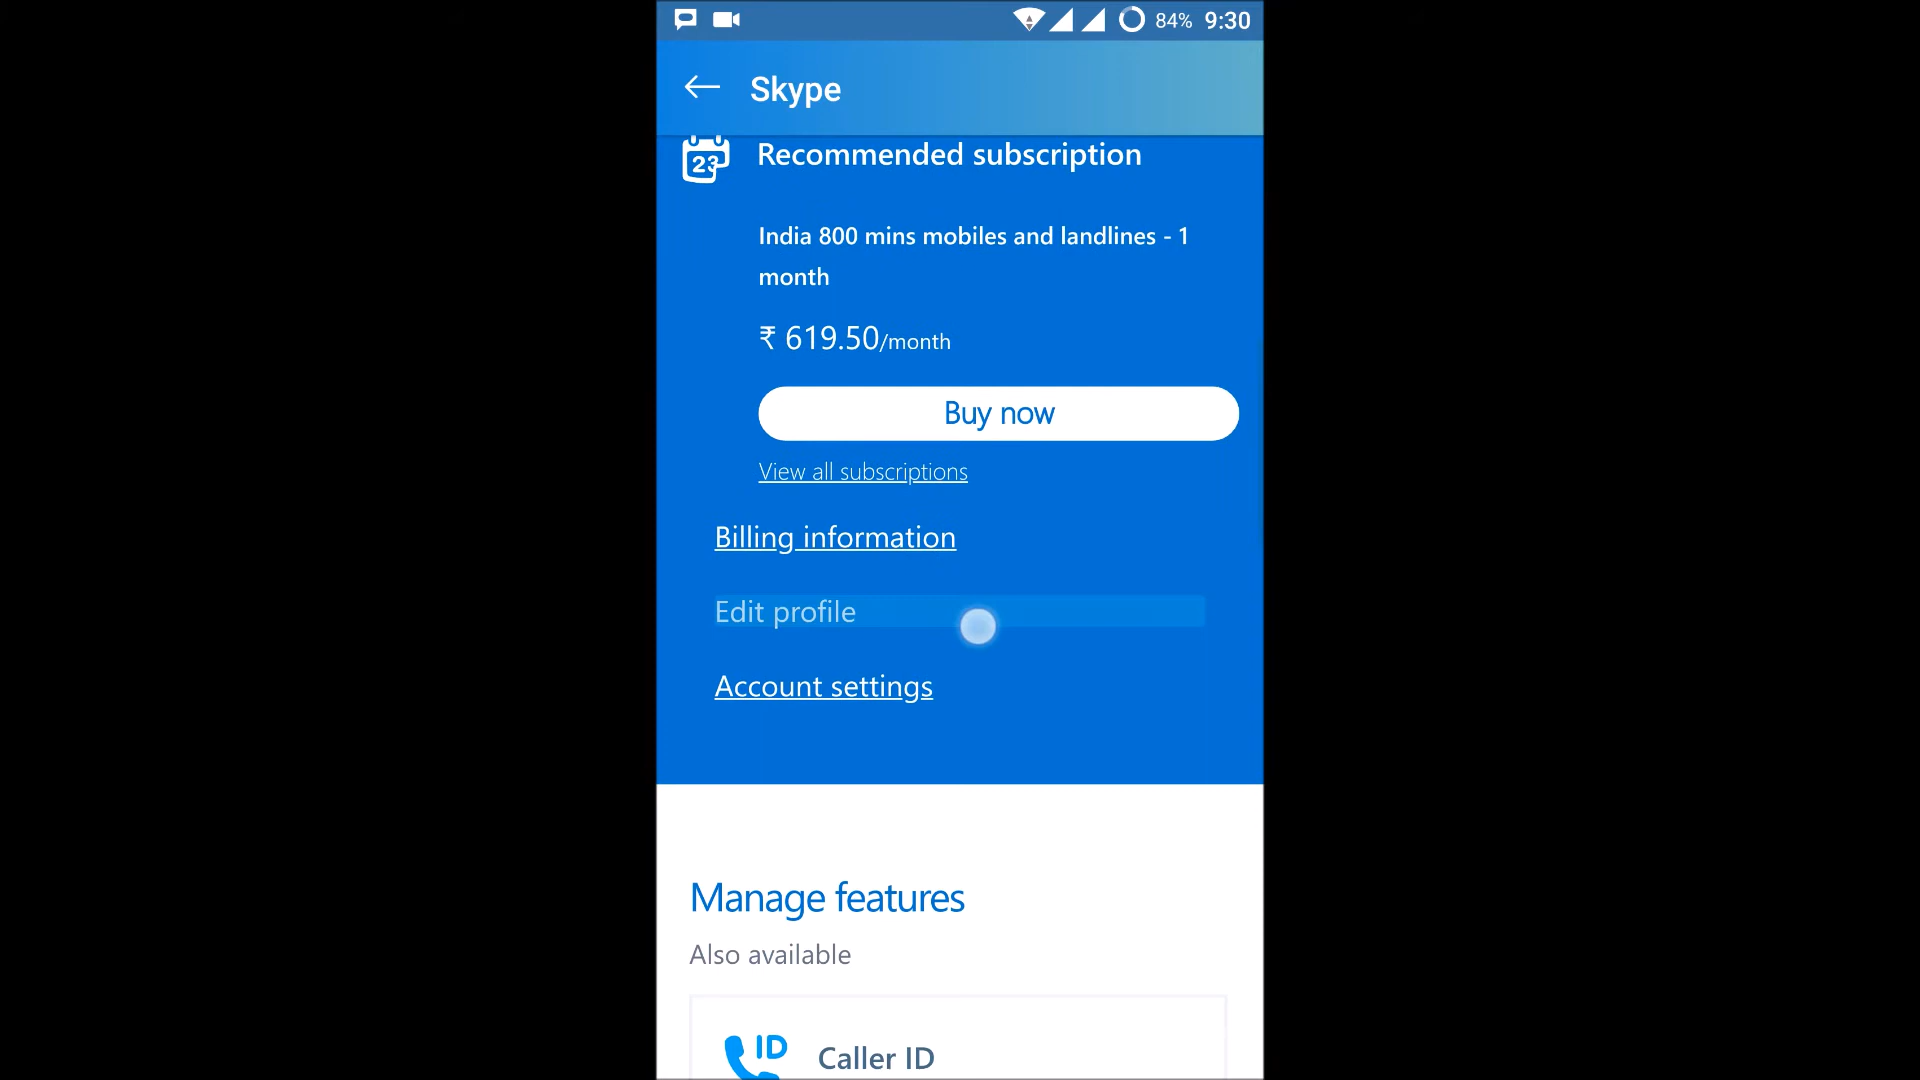 84% 9:30
Skype
23
Recommended subscription
India 800 mins mobiles and landlines - 1
month
₹ 619.50/month
Buy now
View all subscriptions
Billing information
Edit profile
Account settings
Manage features
Also available
ID
Caller ID